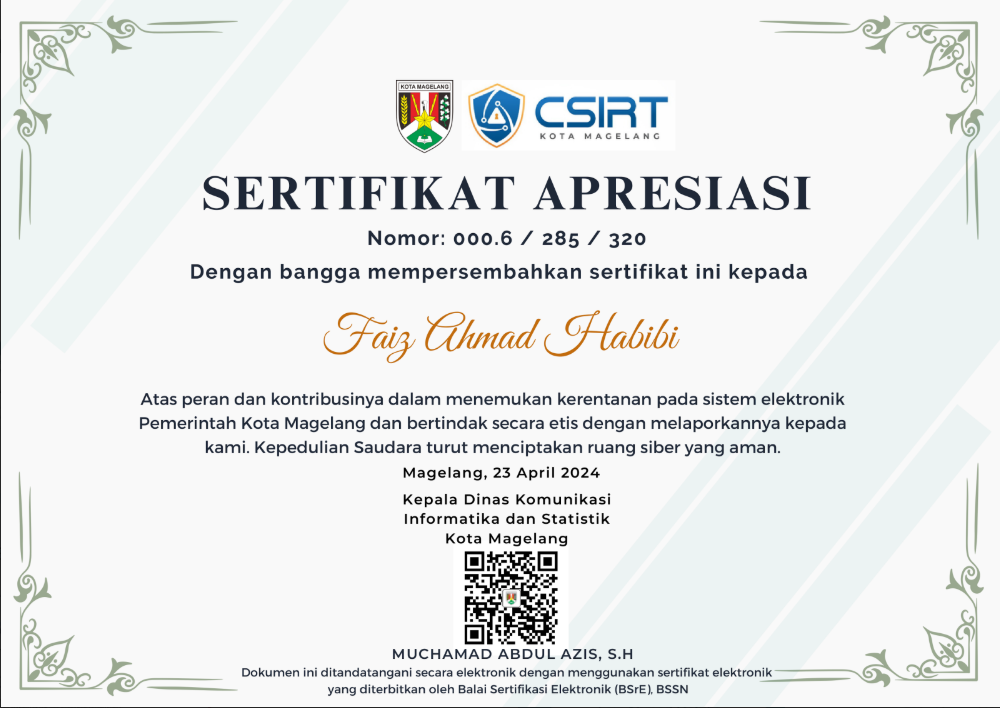 KOTA MAGELANG
CSIRT
KOTA MAGELANG
SERTIFIKAT APRESIASI
Nomor: 000.6 / 285 / 320
Dengan bangga mempersembahkan sertifikat ini kepada
Faiz Ahmad Habibi
Atas peran dan kontribusinya dalam menemukan kerentanan pada sistem elektronik
Pemerintah Kota Magelang dan bertindak secara etis dengan melaporkannya kepada
kami. Kepedulian Saudara turut menciptakan ruang siber yang aman.
Magelang, 23 April 2024
Kepala Dinas Komunikasi
Informatika dan Statistik
Kota Magelang
MUCHAMAD ABDUL AZIS, S.H
Dokumen ini ditandatangani secara elektronik dengan menggunakan sertifikat elektronik
yang diterbitkan oleh Balai Sertifikasi Elektronik (BSrE), BSSN